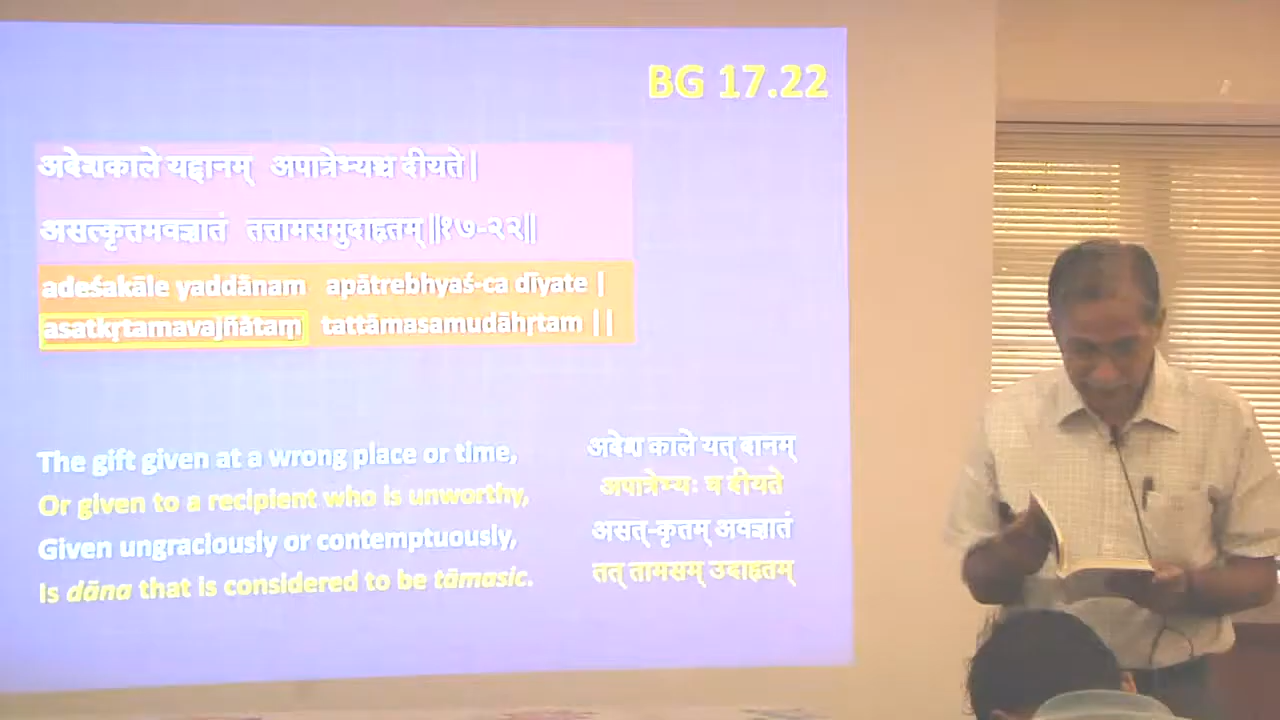 BG 17.22
अदेशकाले यद्दानम् अपात्रेभ्यश्च दीयते |
असत्कृतमवज्ञातं तत्तामसमुदाहृतम् ||१७-२२||
adeśakāle yaddānam apātrebhyaś-ca dīyate |
asatkṛtamavajñātaṃ tattāmasamudāhṛtam ||
The gift given at a wrong place or time,
Or given to a recipient who is unworthy,
Given ungraciously or contemptuously,
Is dāna that is considered to be tāmasic.
अदेश काले यत् दानम्
अपात्रेभ्यः च दीयते
असत्-कृतम् अवज्ञातं
तत् तामसम् उदाहृतम्